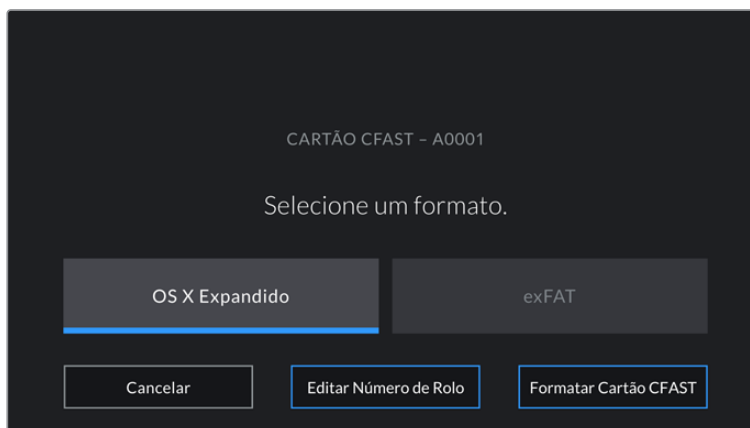 CARTÃO CFAST – A0001
Selecione um formato.
OS X Expandido
exFAT
Cancelar
Editar Número de Rolo
Formatar Cartão CFAST